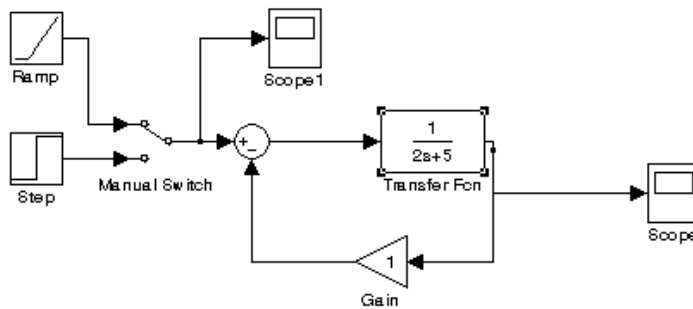 Ramp
Scope1
Step
Manual Switch
+
-
1
2s+5
Transfer Fcn
Scope
1
Gain